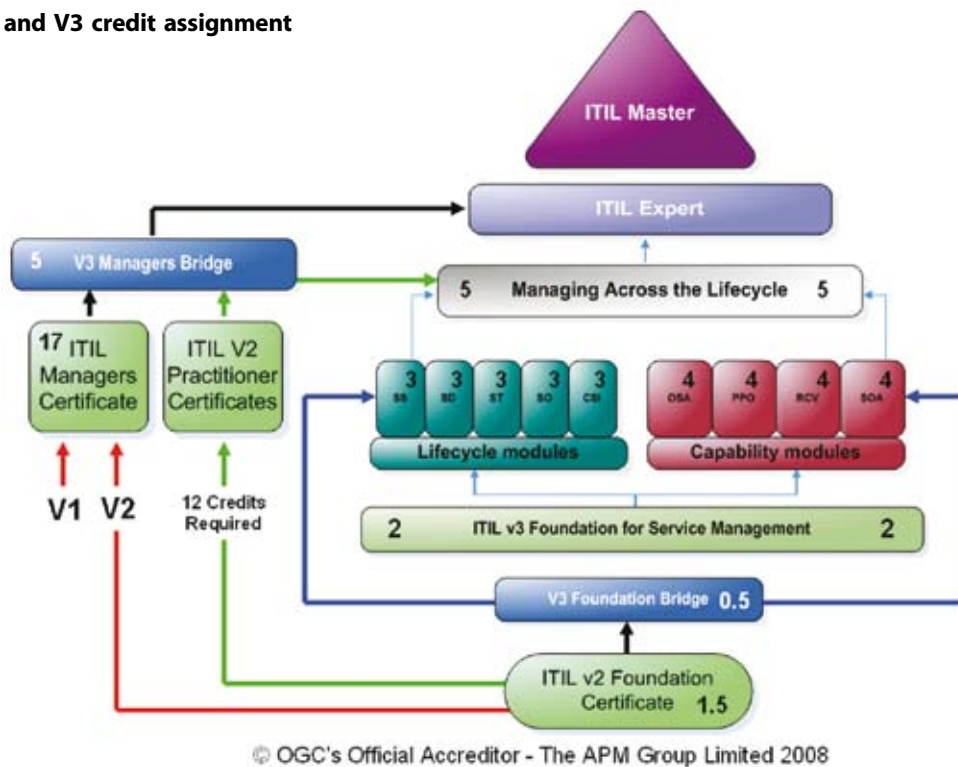 and V3 credit assignment
ITIL Master
ITIL Expert
5 V3 Managers Bridge
5 Managing Across the Lifecycle 5
17 ITIL
Managers
Certificate
ITIL V2
Practitioner
Certificates
3 3 3 3 3
SS SD ST SO CSI
Lifecycle modules
4 4 4 4
OSA PPO RCV SOA
Capability modules
V1 V2
12 Credits
Required
2 ITIL v3 Foundation for Service Management 2
V3 Foundation Bridge 0.5
ITIL v2 Foundation
Certificate 1.5
© OGC's Official Accreditor - The APM Group Limited 2008